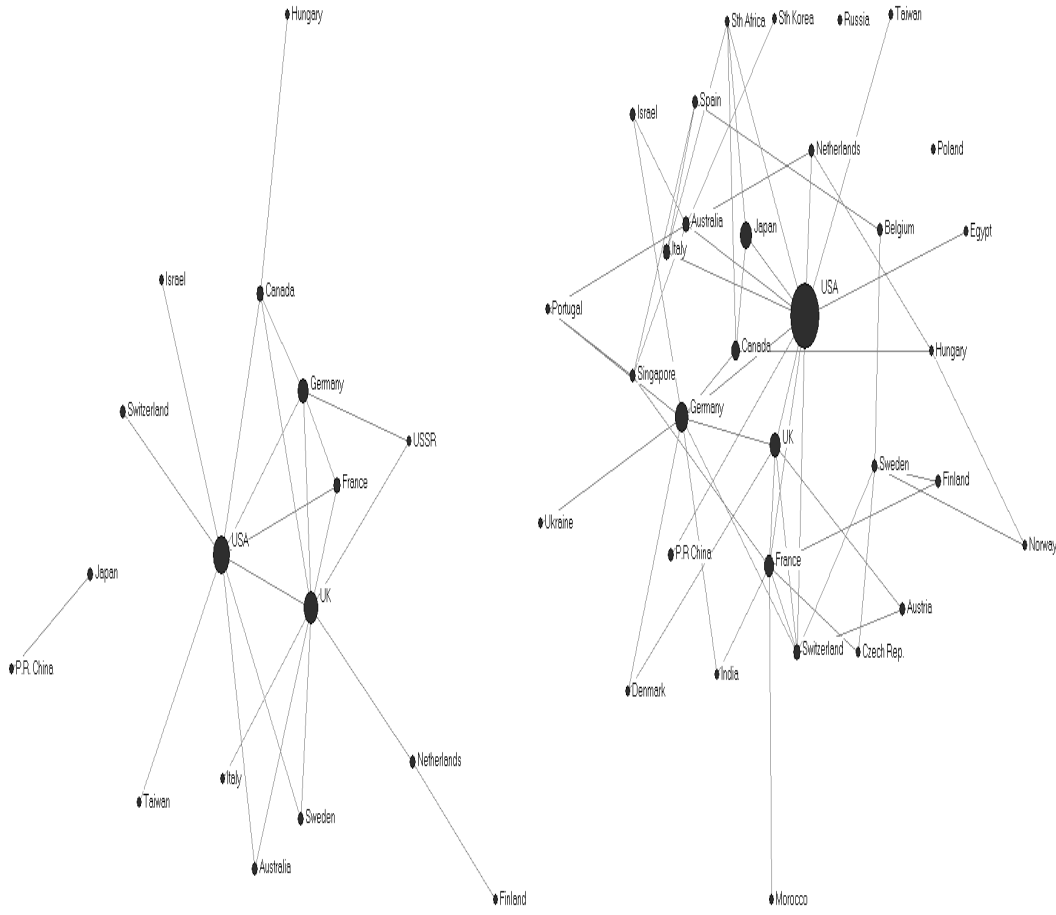 Hungary
Israel
Canada
Germany
Switzerland
USSR
France
USA
Japan
UK
P.R. China
Netherlands
Italy
Taiwan
Sweden
Australia
Finland
Sth Africa
Sth Korea
Russia
Taiwan
Spain
Israel
Netherlands
Poland
Australia
Japan
Belgium
Egypt
Italy
USA
Portugal
Canada
Hungary
Singapore
Germany
UK
Sweden
Finland
Ukraine
Norway
P.R China
France
Austria
Switzerland
Czech Rep.
India
Denmark
Morocco